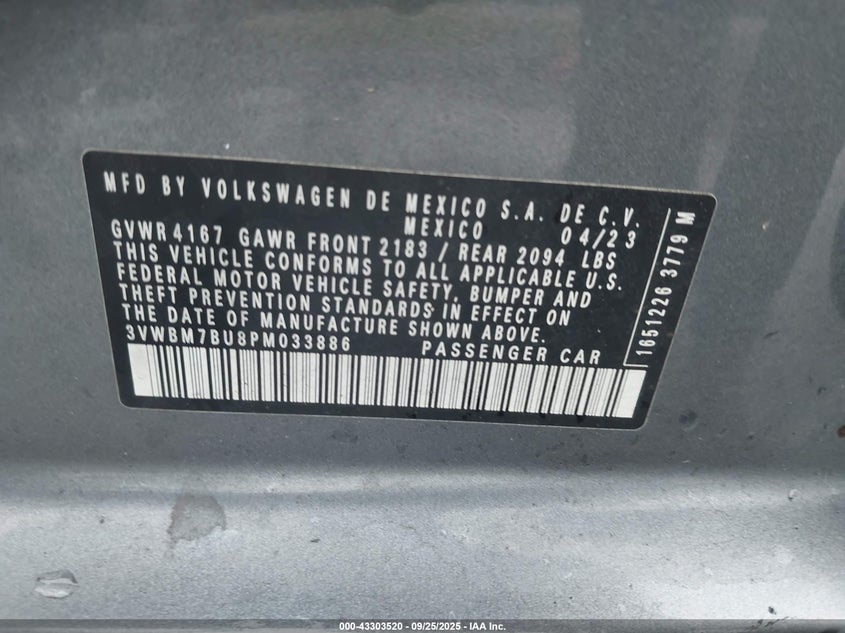 MFD BY VOLKSWAGEN DE MEXICO S.A. DE C.V.
MEXICO 04/23
GVWR 4167 GAWR FRONT 2183 / REAR 2094 LBS
THIS VEHICLE CONFORMS TO ALL APPLICABLE U.S.
FEDERAL MOTOR VEHICLE SAFETY, BUMPER AND
THEFT PREVENTION STANDARDS IN EFFECT ON
THE DATE OF MANUFACTURE SHOWN ABOVE.
3VWBM7BU8PM033886 PASSENGER CAR
1651226 3779 M
000-43303520 - 09/25/2025 - IAA Inc.